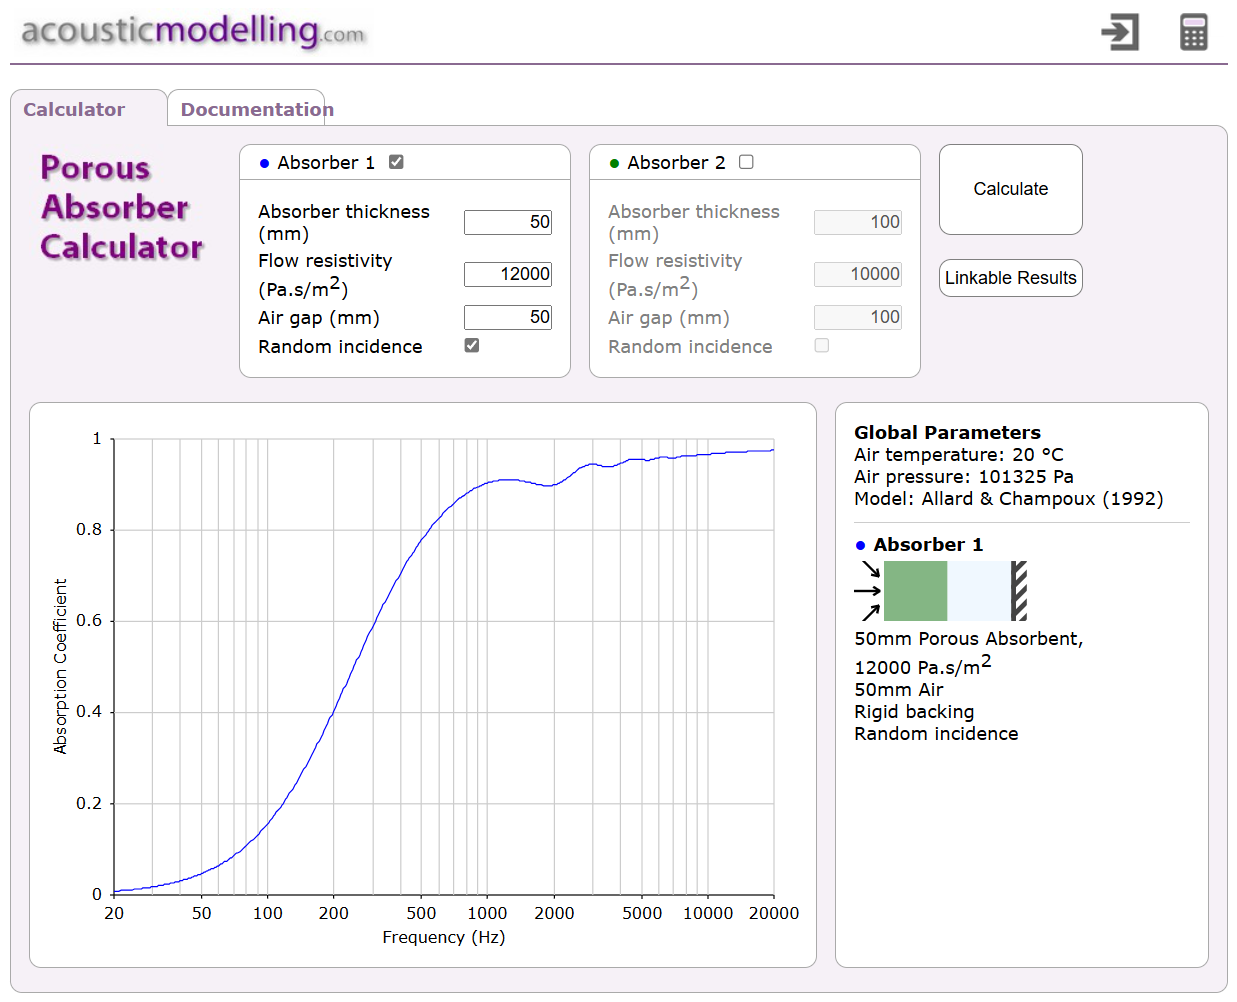 acousticmodelling.com
Calculator
Documentation
Porous
Absorber
Calculator
Absorber 1
Absorber thickness
(mm)
50
Flow resistivity
(Pa.s/m²)
12000
Air gap (mm)
50
Random incidence
Absorber 2
Absorber thickness
(mm)
100
Flow resistivity
(Pa.s/m²)
10000
Air gap (mm)
100
Random incidence
Calculate
Linkable Results
1
0.8
0.6
0.4
0.2
0
Absorption Coefficient
20 50 100 200 500 1000 2000 5000 10000 20000
Frequency (Hz)
Global Parameters
Air temperature: 20 °C
Air pressure: 101325 Pa
Model: Allard & Champoux (1992)
Absorber 1
50mm Porous Absorbent,
12000 Pa.s/m²
50mm Air
Rigid backing
Random incidence